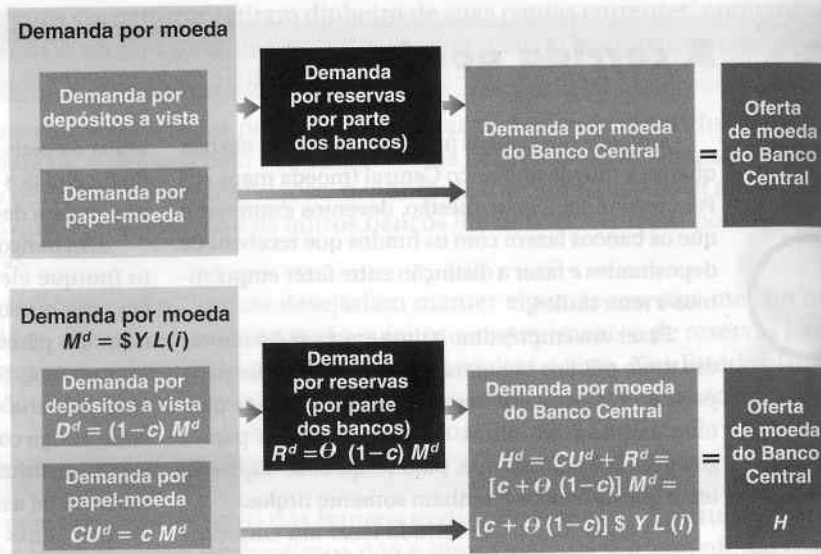 Demanda por moeda
Demanda por
depósitos a vista
Demanda por
papel-moeda
Demanda
por reservas
por parte
dos bancos)
Demanda por moeda
do Banco Central
=
Oferta
de moeda
do Banco
Central
Demanda por moeda
M^d = $Y L(i)
Demanda por
depósitos a vista
D^d = (1–c) M^d
Demanda por
papel-moeda
CU^d = c M^d
Demanda
por reservas
(por parte
dos bancos)
R^d = Θ (1–c) M^d
Demanda por moeda
do Banco Central
H^d = CU^d + R^d =
[c + Θ (1–c)] M^d =
[c + Θ (1–c)] $ Y L(i)
=
Oferta
de moeda
do Banco
Central
H